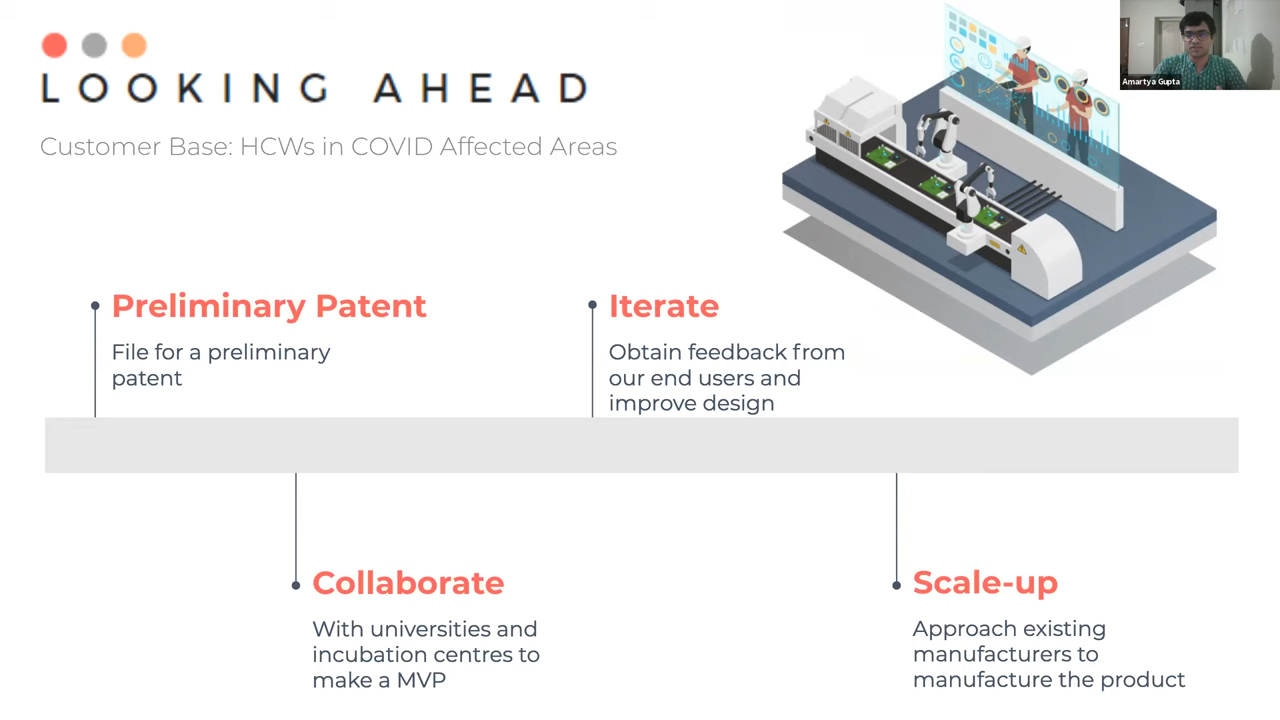 LOOKING AHEAD
Customer Base: HCWs in COVID Affected Areas
Amartya Gupta
Preliminary Patent
File for a preliminary
patent
Iterate
Obtain feedback from
our end users and
improve design
Collaborate
With universities and
incubation centres to
make a MVP
Scale-up
Approach existing
manufacturers to
manufacture the product